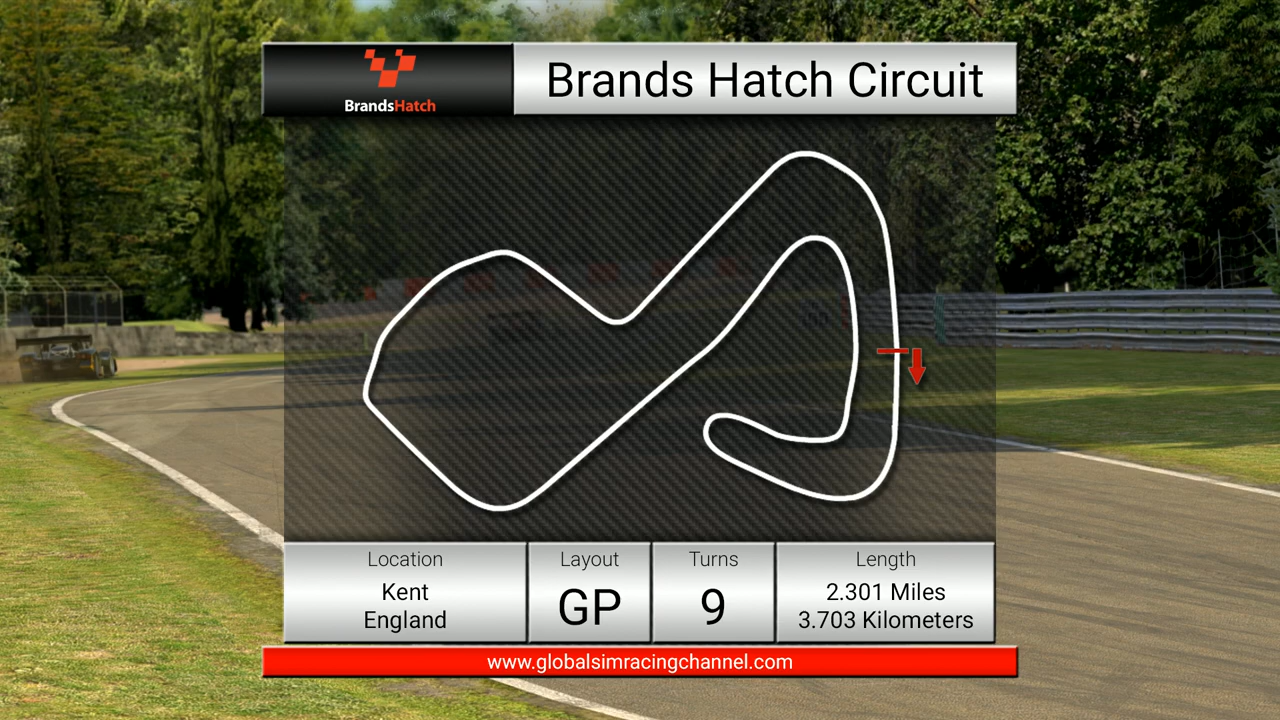 BrandsHatch
Brands Hatch Circuit
Location
Kent
England
Layout
GP
Turns
9
Length
2.301 Miles
3.703 Kilometers
www.globalsimracingchannel.com